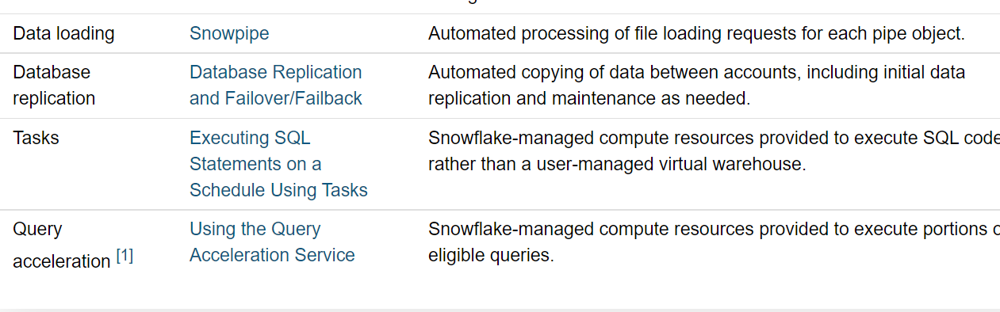 Data loading Snowpipe Automated processing of file loading requests for each pipe object.
Database Database Replication Automated copying of data between accounts, including initial data
replication and Failover/Failback replication and maintenance as needed.
Tasks Executing SQL Snowflake-managed compute resources provided to execute SQL code
Statements on a rather than a user-managed virtual warehouse.
Schedule Using Tasks
Query Using the Query Snowflake-managed compute resources provided to execute portions
acceleration [1] Acceleration Service eligible queries.